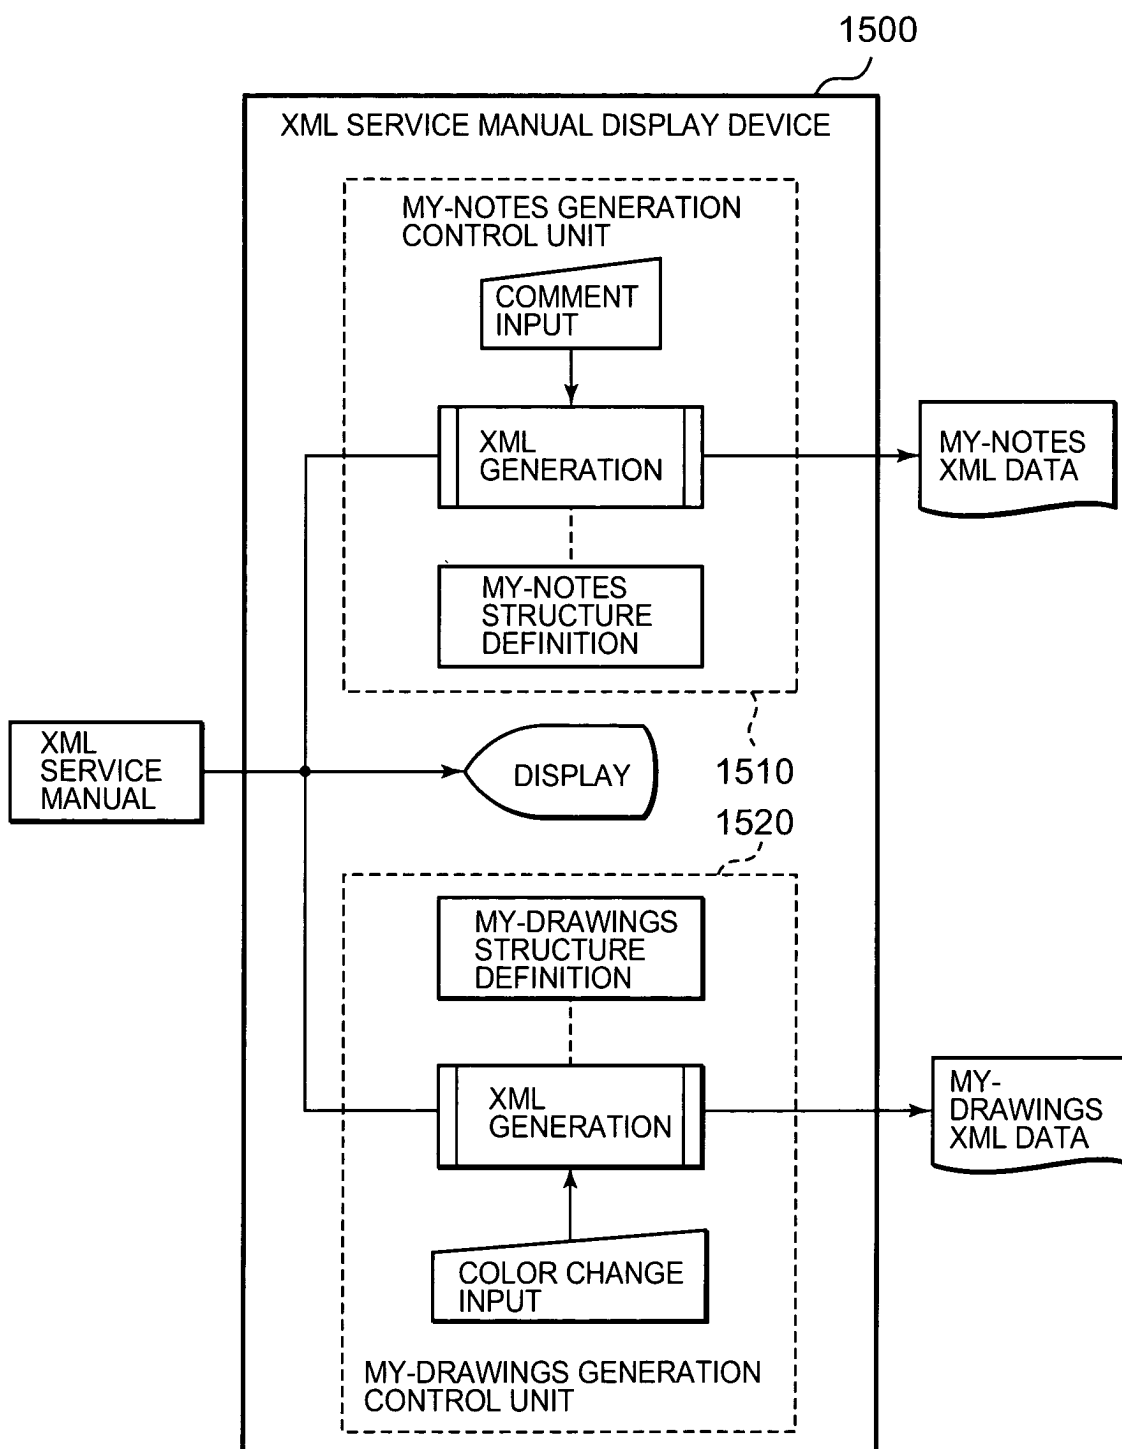 1500
XML SERVICE MANUAL DISPLAY DEVICE
MY-NOTES GENERATION
CONTROL UNIT
COMMENT
INPUT
XML
GENERATION
MY-NOTES
XML DATA
MY-NOTES
STRUCTURE
DEFINITION
XML
SERVICE
MANUAL
DISPLAY
1510
1520
MY-DRAWINGS
STRUCTURE
DEFINITION
XML
GENERATION
MY-
DRAWINGS
XML DATA
COLOR CHANGE
INPUT
MY-DRAWINGS GENERATION
CONTROL UNIT